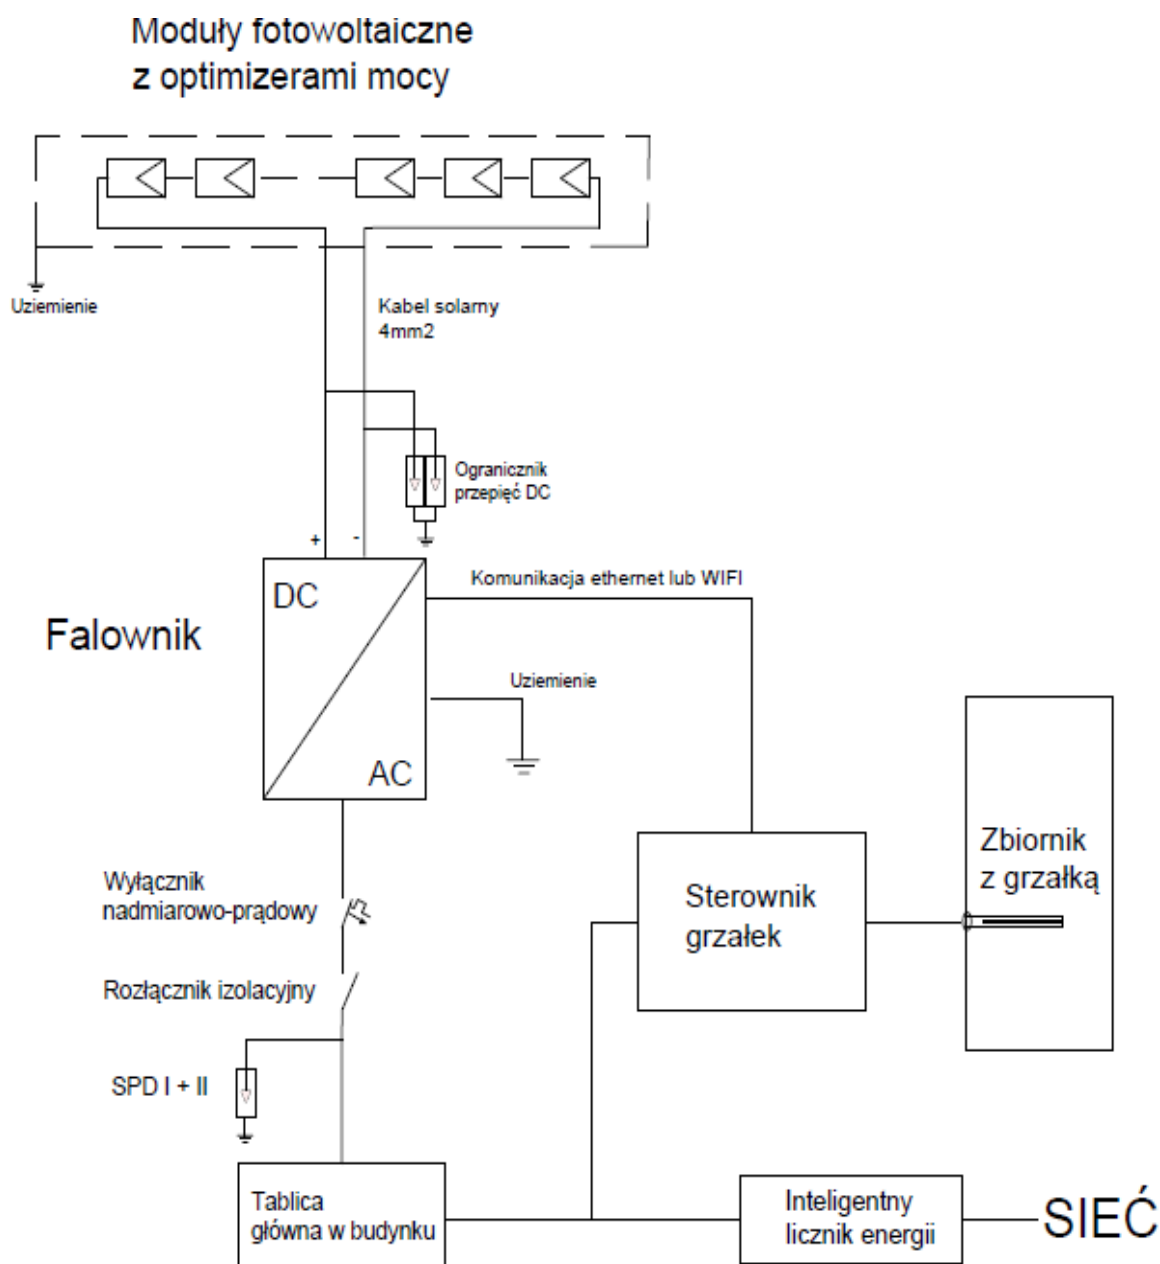 Moduły fotowoltaiczne
z optimizerami mocy
Uziemienie
Kabel solarny
4mm2
Ogranicznik
przepięć DC
+ -
DC
Komunikacja ethernet lub WIFI
Falownik
Uziemienie
AC
Zbiornik
z grzałką
Wyłącznik
nadmiarowo-prądowy
Sterownik
grzałek
Rozłącznik izolacyjny
SPD I + II
Tablica
główna w budynku
Inteligentny
licznik energii
SIEĆ